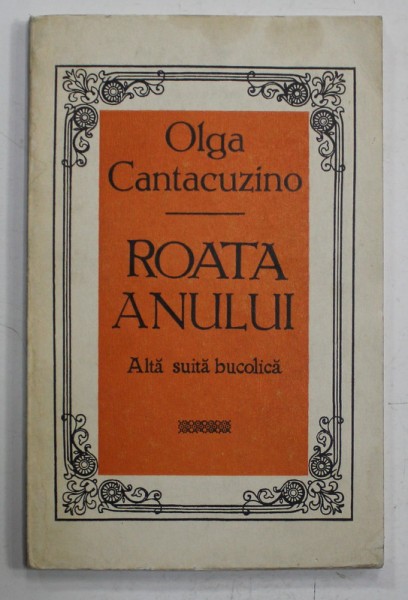 Olga
Cantacuzino
ROATA
ANULUI
Altă suită bucolică